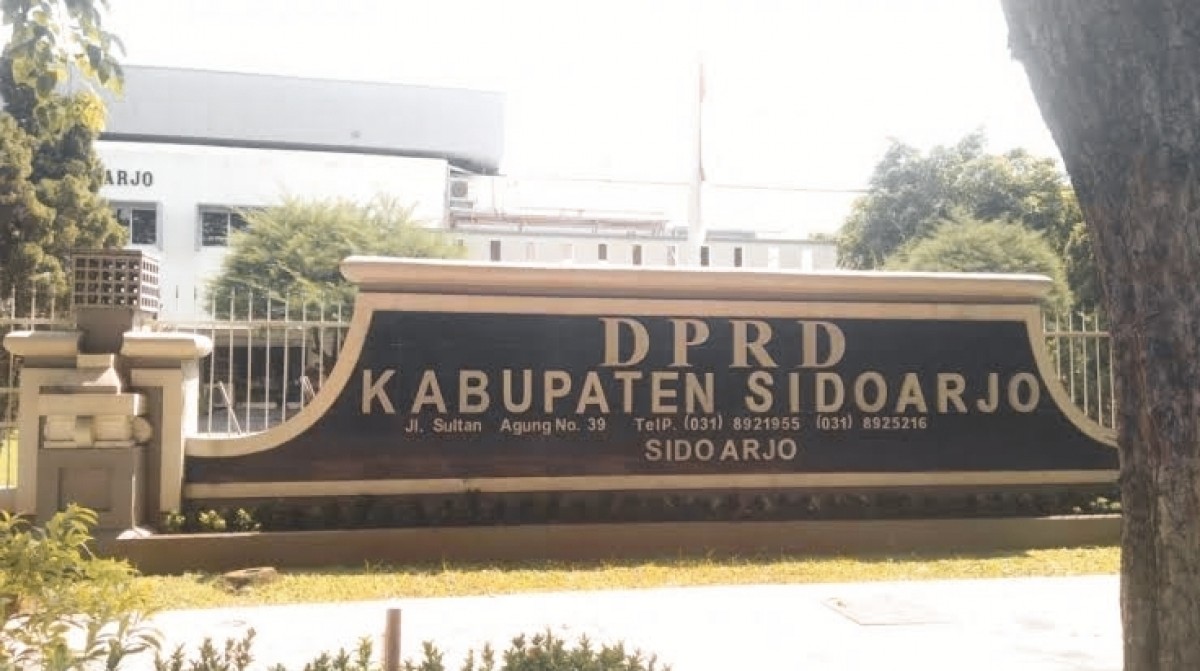 ARJO
DPRD
KABUPATEN SIDOARJO
Jl. Sultan Agung No. 39 TelP. (031) 8921955 (031) 8925216
SIDOARJO